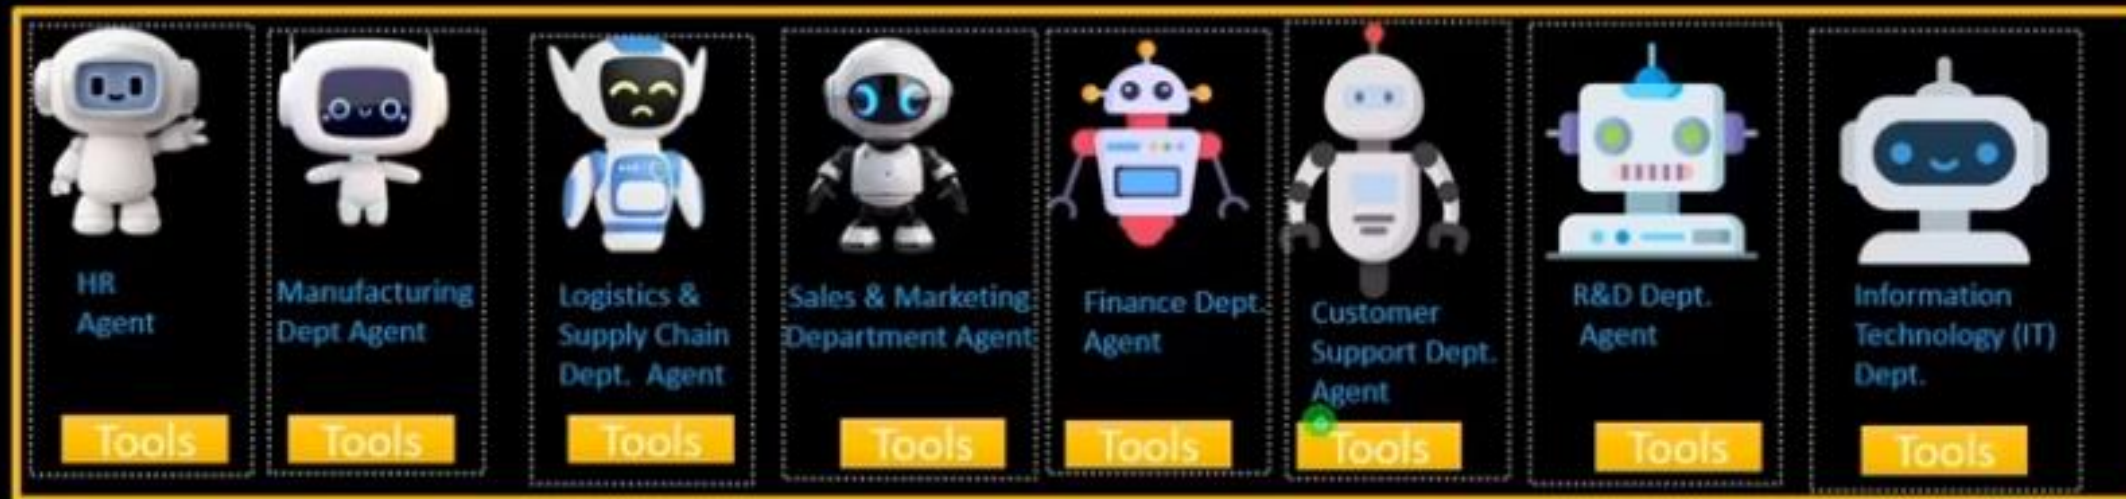 HR
Agent
Tools
Manufacturing
Dept Agent
Tools
Logistics &
Supply Chain
Dept. Agent
Tools
Sales & Marketing
Department Agent
Tools
Finance Dept.
Agent
Tools
Customer
Support Dept.
Agent
Tools
R&D Dept.
Agent
Tools
Information
Technology (IT)
Dept.
Tools